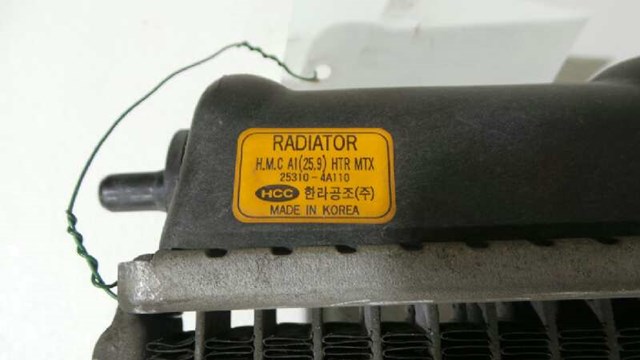 RADIATOR
H.M.C A1(25.9) HTR MTX
25310-4A110
HCC 한라공조(주)
MADE IN KOREA